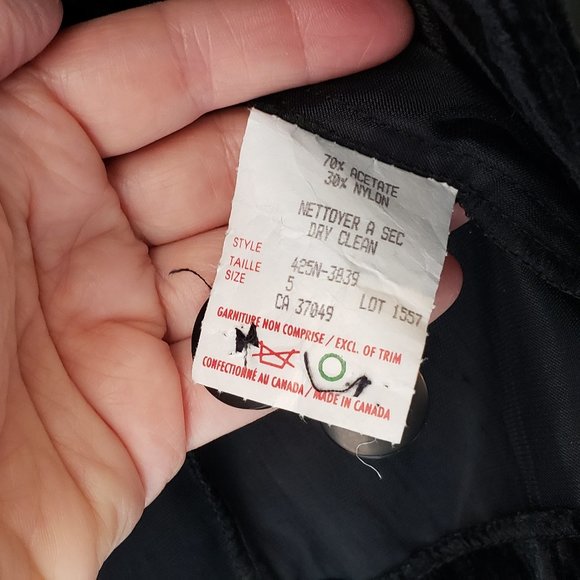 70% ACETATE
30% NYLON
NETTOYER A SEC
DRY CLEAN
STYLE 425N-3839
TAILLE 5
SIZE
CA 37049 LOT 1557
GARNITURE NON COMPRISE / EXCL. OF TRIM
CONFECTIONNÉ AU CANADA / MADE IN CANADA